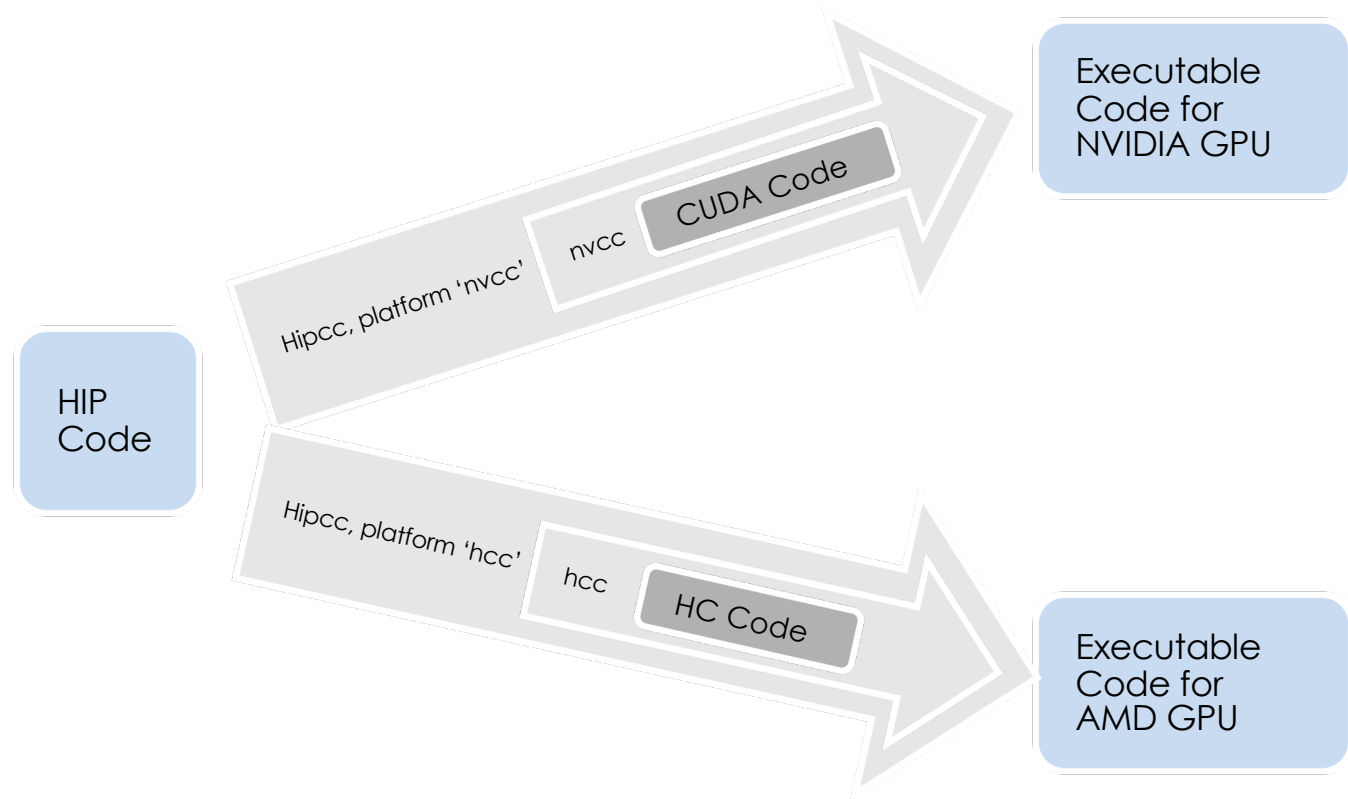 HIP
Code
Hipcc, platform ‘nvcc’
nvcc
CUDA Code
Executable
Code for
NVIDIA GPU
Hipcc, platform ‘hcc’
hcc
HC Code
Executable
Code for
AMD GPU